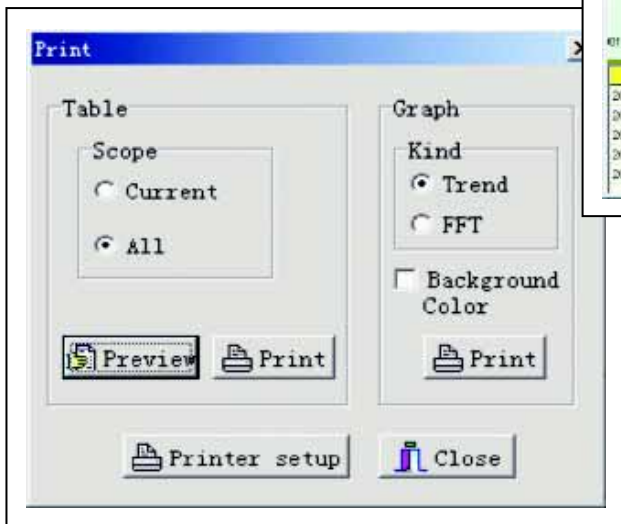 Print
Table
Scope
Current
All
Preview
Print
Graph
Kind
Trend
FFT
Background
Color
Print
Printer setup
Close